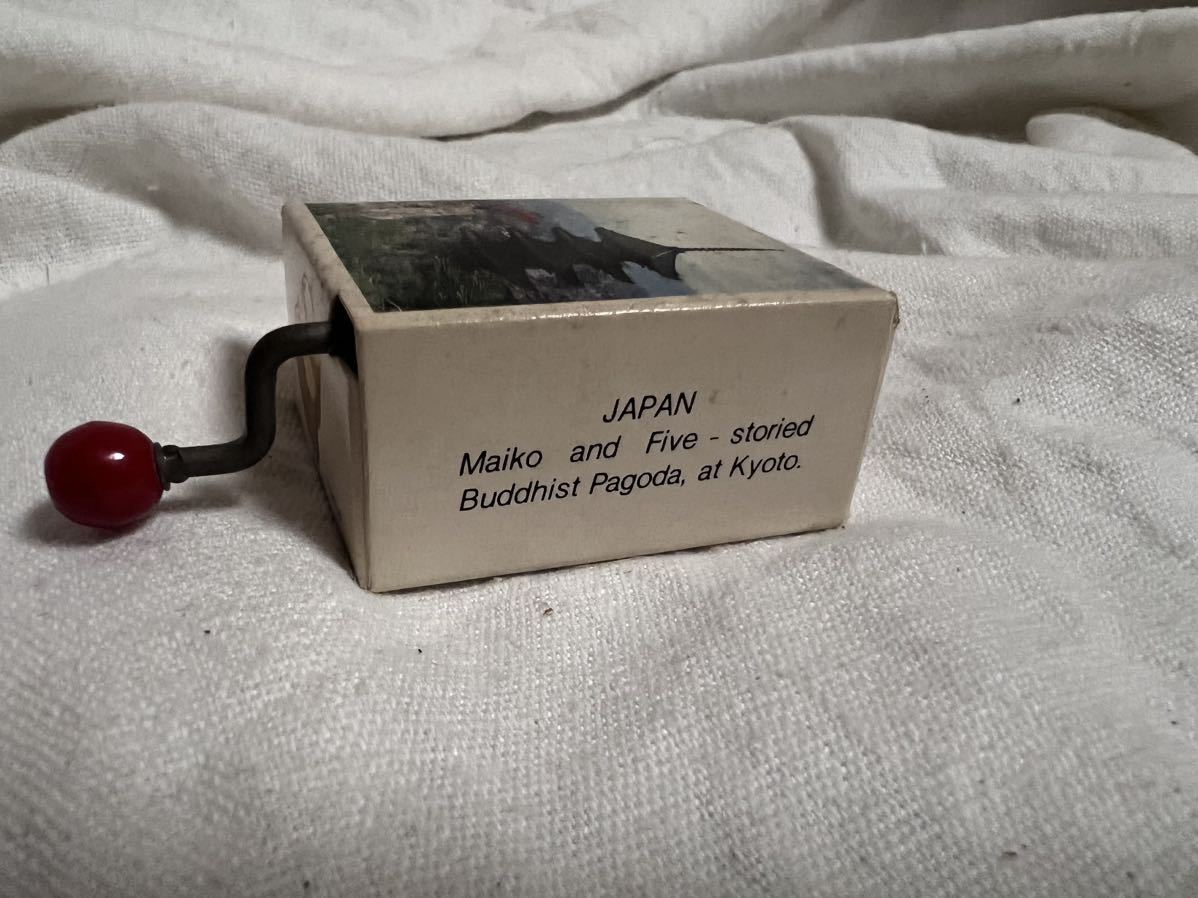 JAPAN
Maiko and Five - storied
Buddhist Pagoda, at Kyoto.